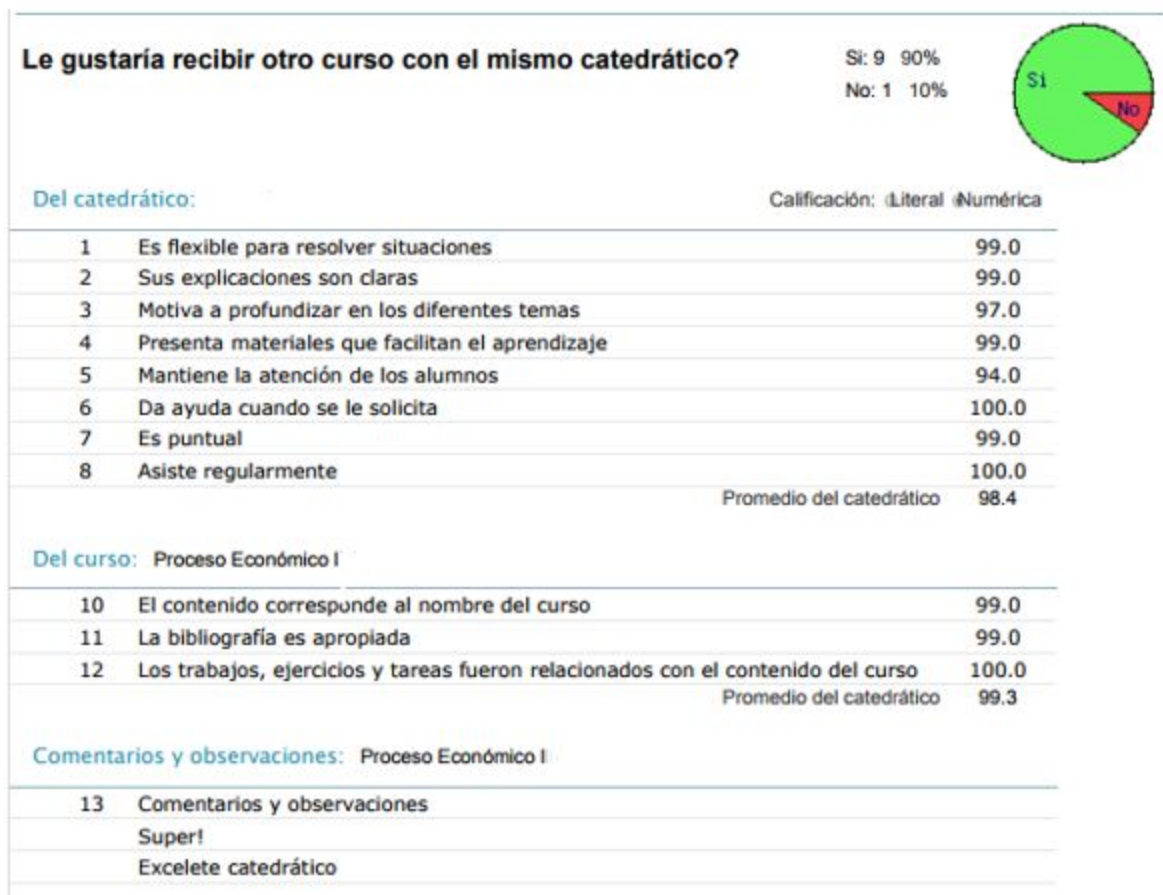 Le gustaría recibir otro curso con el mismo catedrático?
Si: 9 90%
No: 1 10%
Si
No
Del catedrático:
Calificación: Literal Numérica
1 Es flexible para resolver situaciones 99.0
2 Sus explicaciones son claras 99.0
3 Motiva a profundizar en los diferentes temas 97.0
4 Presenta materiales que facilitan el aprendizaje 99.0
5 Mantiene la atención de los alumnos 94.0
6 Da ayuda cuando se le solicita 100.0
7 Es puntual 99.0
8 Asiste regularmente 100.0
Promedio del catedrático 98.4
Del curso: Proceso Económico I
10 El contenido corresponde al nombre del curso 99.0
11 La bibliografía es apropiada 99.0
12 Los trabajos, ejercicios y tareas fueron relacionados con el contenido del curso 100.0
Promedio del catedrático 99.3
Comentarios y observaciones: Proceso Económico I
13 Comentarios y observaciones
Super!
Excelete catedrático